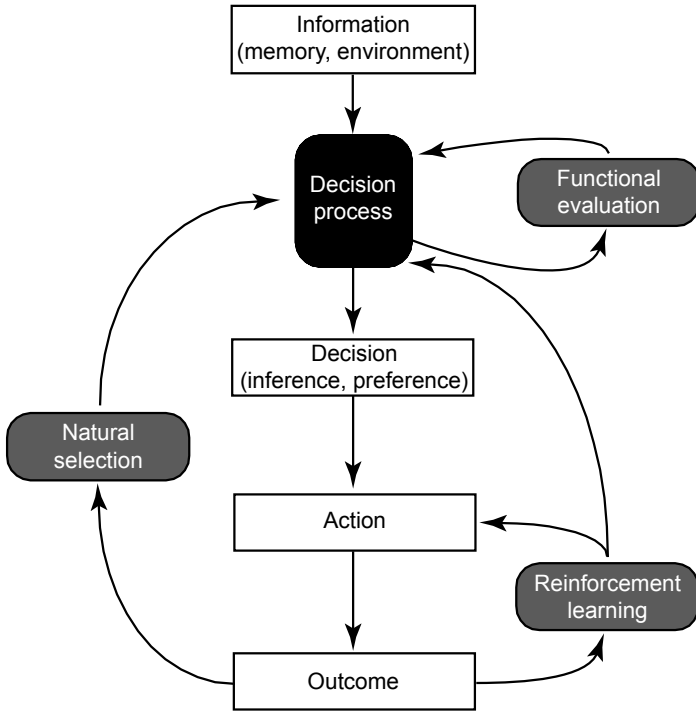 Information
(memory, environment)
Decision
process
Functional
evaluation
Decision
(inference, preference)
Natural
selection
Action
Reinforcement
learning
Outcome